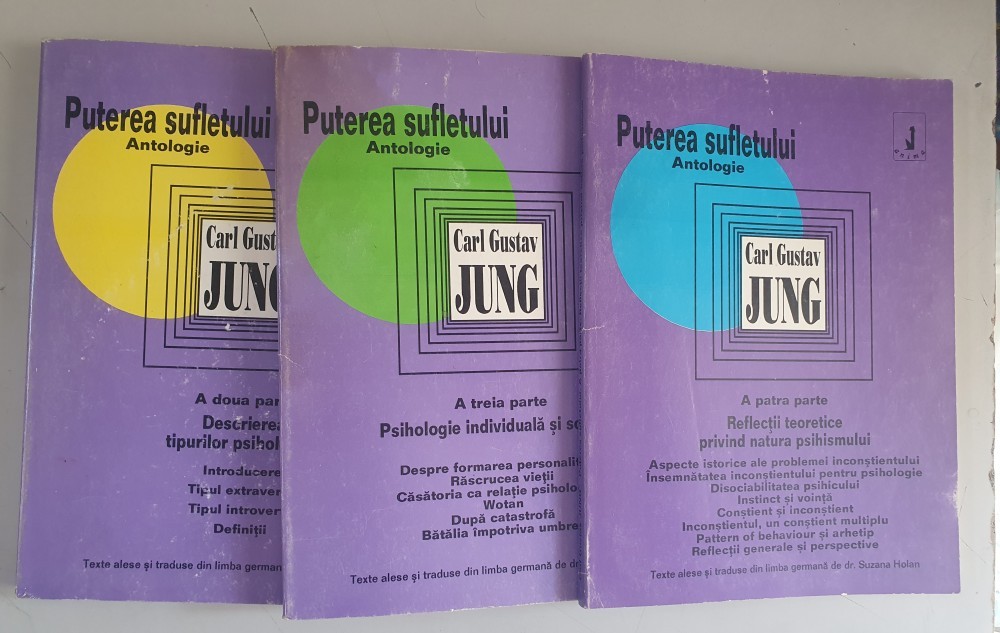 Puterea sufletului
Antologie
Carl Gust
JUNG
A doua par
Descrierea
tipurilor psihol
Introducere
Tipul extraver
Tipul introver
Definiții
Texte alese și traduse din limba german
Puterea sufletului
Antologie
Carl Gustav
JUNG
A treia parte
Psihologie individuală și so
Despre formarea personalit
Răscrucea vieții
Căsătoria ca relație psiholo
Wotan
După catastrofă
Bătălia împotriva umbre
Texte alese și traduse din limba germană de dr
Puterea sufletului
Antologie
Carl Gustav
JUNG
A patra parte
Reflecții teoretice
privind natura psihismului
Aspecte istorice ale problemei inconștientului
Însemnătatea inconștientului pentru psihologie
Disociabilitatea psihicului
Instinct și voință
Conștient și inconștient
Inconștientul, un conștient multiplu
Pattern of behaviour și arhetip
Reflecții generale și perspective
Texte alese și traduse din limba germană de dr. Suzana Holan